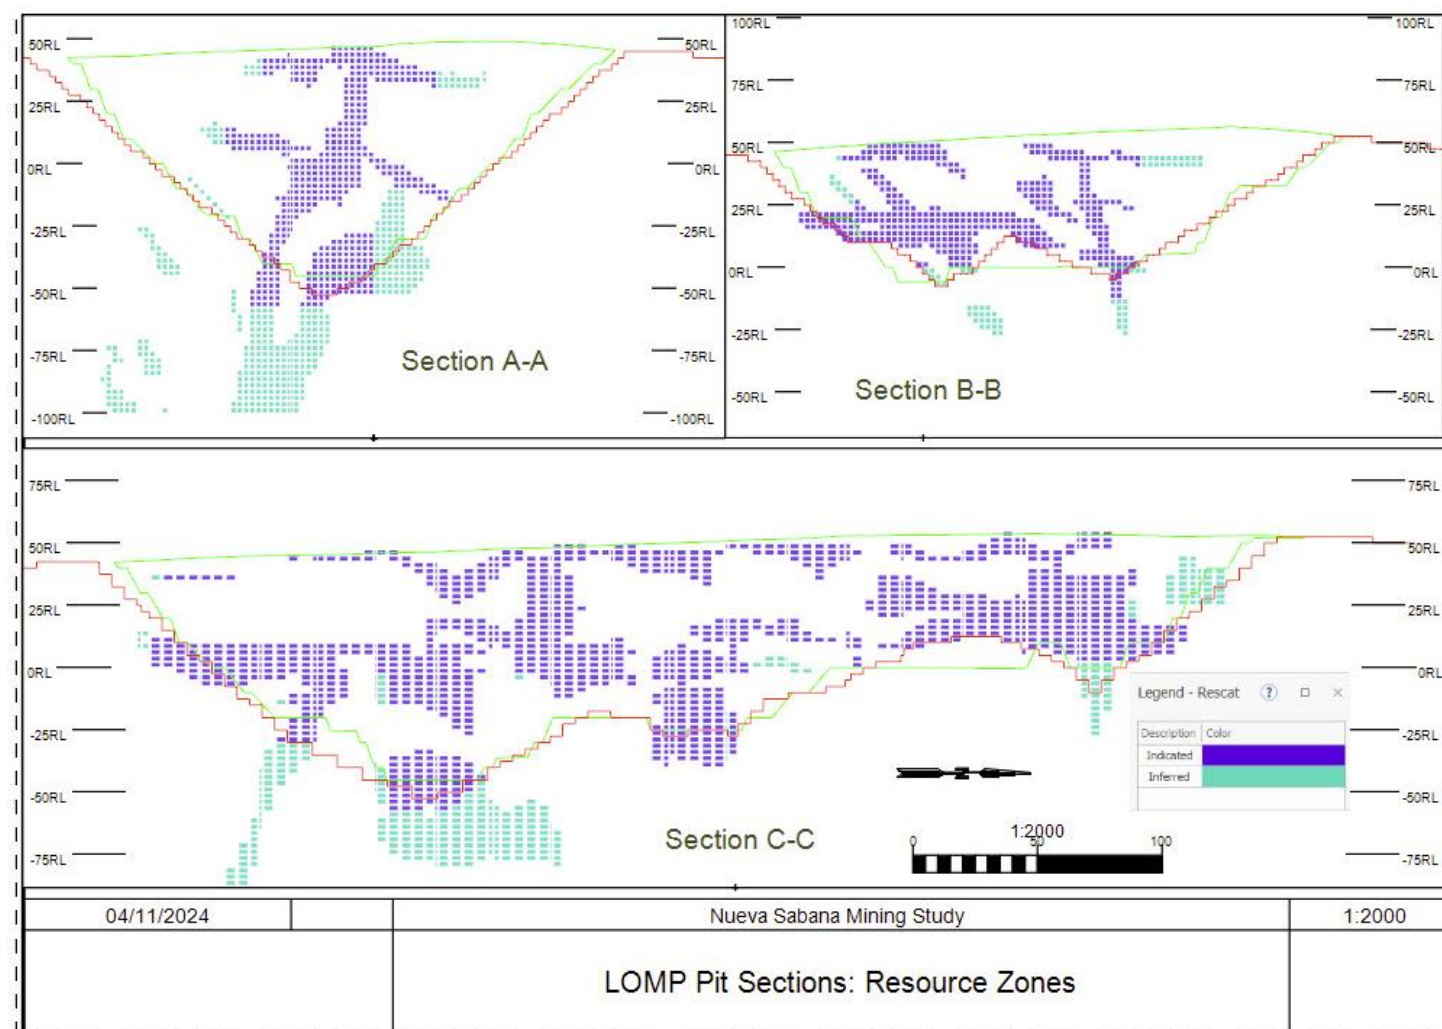 50RL 50RL
25RL 25RL
0RL 0RL
-25RL -25RL
-50RL -50RL
-75RL -75RL
-100RL -100RL
Section A-A
100RL 100RL
75RL 75RL
50RL 50RL
25RL 25RL
0RL 0RL
-25RL -25RL
-50RL -50RL
Section B-B
75RL 75RL
50RL 50RL
25RL 25RL
0RL 0RL
-25RL -25RL
-50RL -50RL
-75RL -75RL
Section C-C
Legend - Rescat ? □ ×
Description Color
Indicated
Inferred
N
1:2000
0 50 100
04/11/2024 Nueva Sabana Mining Study 1:2000
LOMP Pit Sections: Resource Zones